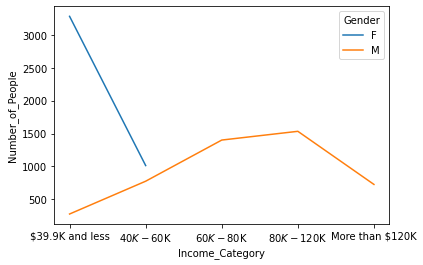 Gender
F
M
3000
2500
2000
1500
1000
500
Number_of_People
$39.9K and less
40K − 60K
60K − 80K
80K − 120K
More than $120K
Income_Category